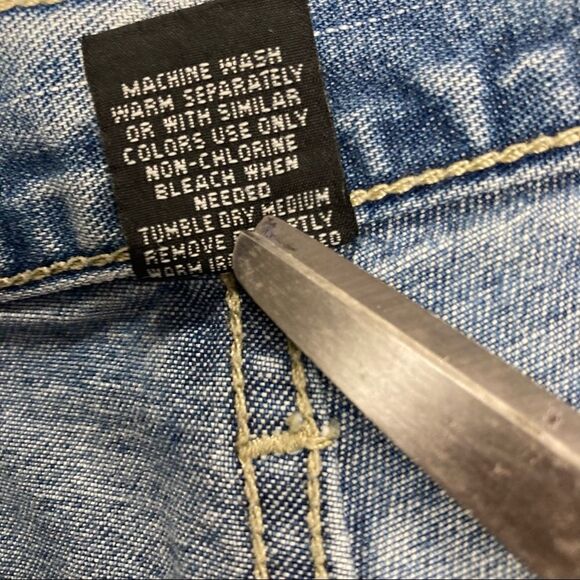 MACHINE WASH
WARM SEPARATELY
OR WITH SIMILAR
COLORS USE ONLY
NON-CHLORINE
BLEACH WHEN
NEEDED
TUMBLE DRY MEDIUM
REMOVE
WARM